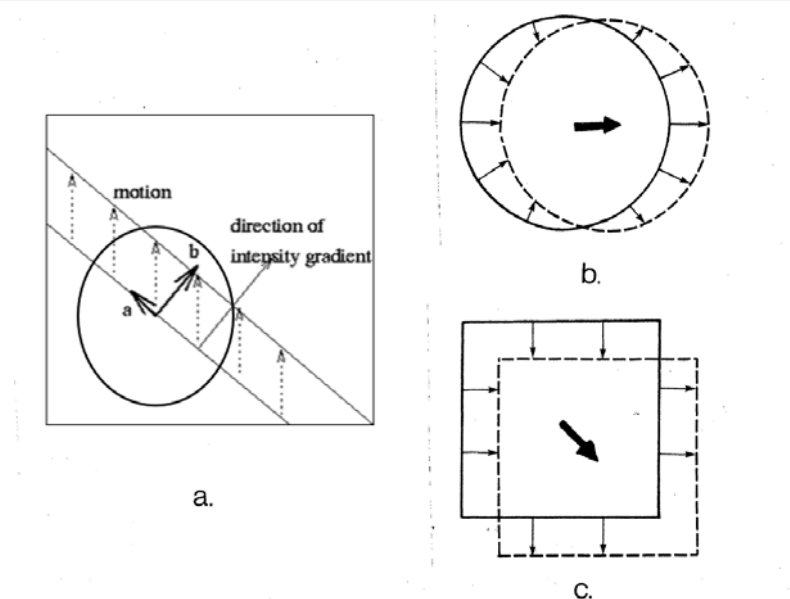 motion
direction of
b
intensity gradient
a
a.
b.
c.